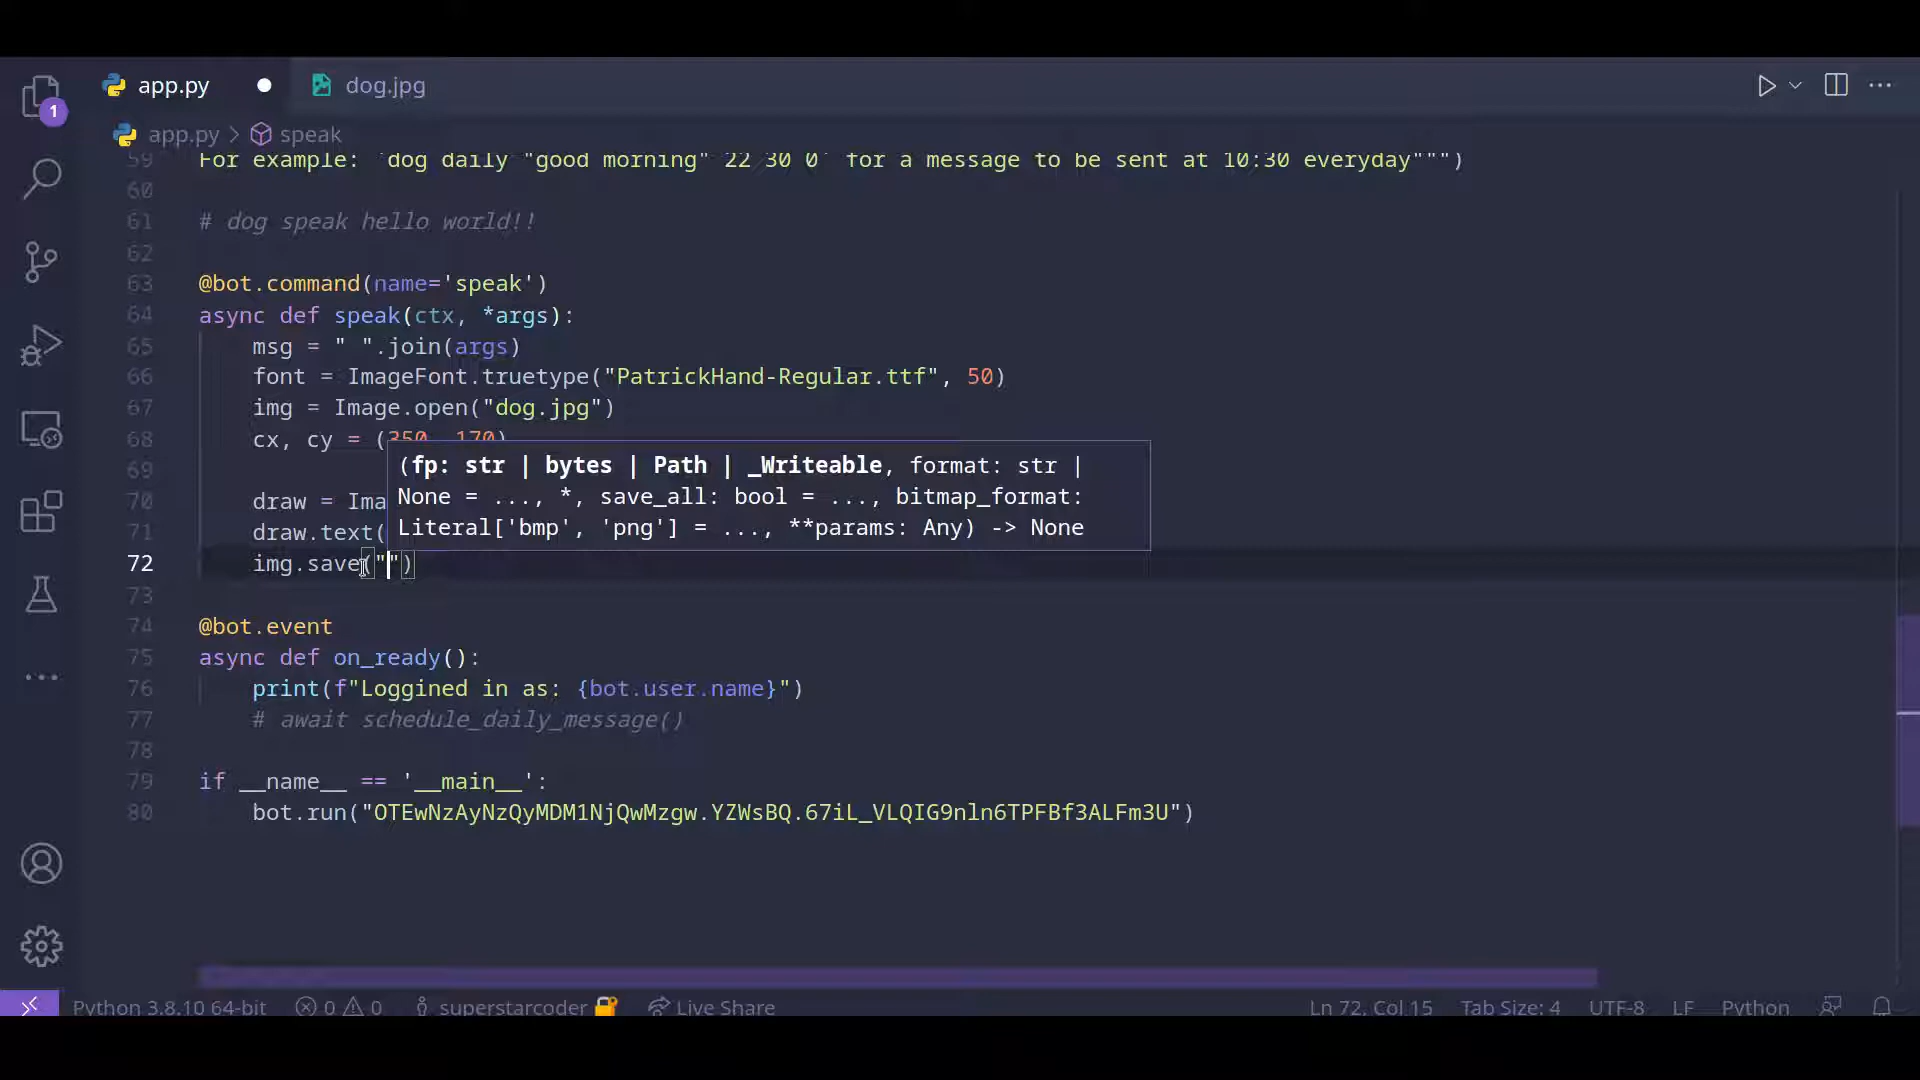 1
app.py
dog.jpg
app.py > speak
59 For example: `dog daily "good morning" 22 30 0` for a message to be sent at 10:30 everyday""")
60
61 # dog speak hello world!!
62
63 @bot.command(name='speak')
64 async def speak(ctx, *args):
65 msg = " ".join(args)
66 font = ImageFont.truetype("PatrickHand-Regular.ttf", 50)
67 img = Image.open("dog.jpg")
68 cx, cy = (350, 170)
69
70 draw = Ima
71 draw.text(
(fp: str | bytes | Path | _Writeable, format: str |
None = ..., *, save_all: bool = ..., bitmap_format:
Literal['bmp', 'png'] = ..., **params: Any) -> None
72 img.save("")
73
74 @bot.event
75 async def on_ready():
76 print(f"Loggined in as: {bot.user.name}")
77 # await schedule_daily_message()
78
79 if __name__ == '__main__':
80 bot.run("OTEwNzAyNzQyMDM1NjQwMzgw.YZWsBQ.67iL_VLQIG9nln6TPFBf3ALFm3U")
Python 3.8.10 64-bit 0 0 superstarcoder Live Share Ln 72, Col 15 Tab Size: 4 UTF-8 LF Python